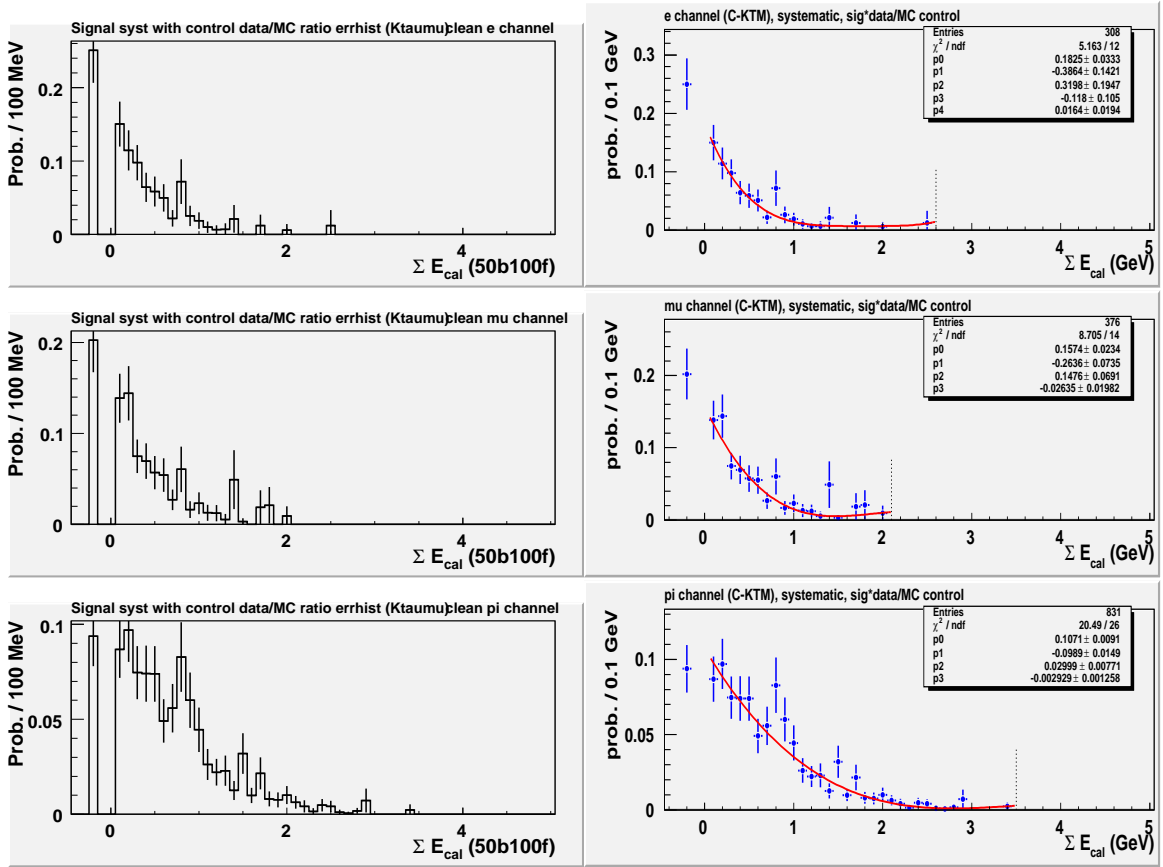 Signal syst with control data/MC ratio errhist (Ktaumu)clean e channel
Prob. / 100 MeV
0.2
0.1
0
0 2 4
Σ E_cal (50b100f)
e channel (C-KTM), systematic, sig*data/MC control
Entries 308
χ² / ndf 5.163 / 12
p0 0.1825 ± 0.0333
p1 -0.3864 ± 0.1421
p2 0.3198 ± 0.1947
p3 -0.118 ± 0.105
p4 0.0164 ± 0.0194
prob. / 0.1 GeV
0.3
0.2
0.1
0
0 1 2 3 4 5
Σ E_cal (GeV)
Signal syst with control data/MC ratio errhist (Ktaumu)clean mu channel
Prob. / 100 MeV
0.2
0.1
0
0 2 4
Σ E_cal (50b100f)
mu channel (C-KTM), systematic, sig*data/MC control
Entries 376
χ² / ndf 8.705 / 14
p0 0.1574 ± 0.0234
p1 -0.2636 ± 0.0735
p2 0.1476 ± 0.0691
p3 -0.02635 ± 0.01982
prob. / 0.1 GeV
0.2
0.1
0
0 1 2 3 4 5
Σ E_cal (GeV)
Signal syst with control data/MC ratio errhist (Ktaumu)clean pi channel
Prob. / 100 MeV
0.1
0.05
0
0 2 4
Σ E_cal (50b100f)
pi channel (C-KTM), systematic, sig*data/MC control
Entries 831
χ² / ndf 20.49 / 26
p0 0.1071 ± 0.0091
p1 -0.0989 ± 0.0149
p2 0.02999 ± 0.00771
p3 -0.002929 ± 0.001258
prob. / 0.1 GeV
0.1
0.05
0
0 1 2 3 4 5
Σ E_cal (GeV)